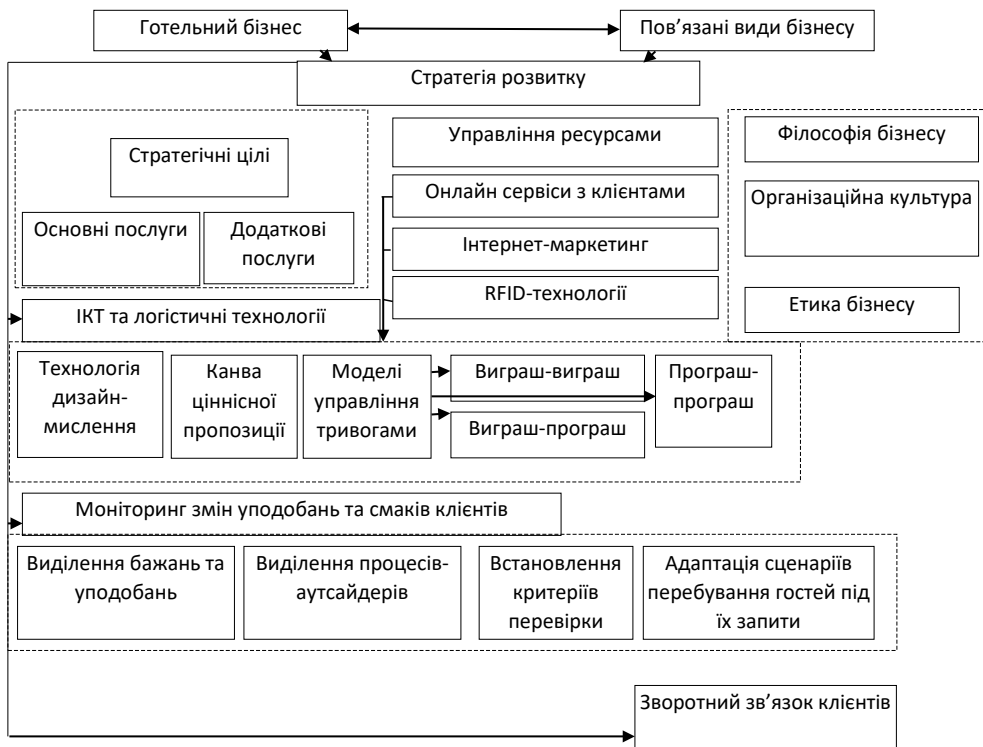 Готельний бізнес
Пов’язані види бізнесу
Стратегія розвитку
Стратегічні цілі
Основні послуги
Додаткові
послуги
Управління ресурсами
Онлайн сервіси з клієнтами
Інтернет-маркетинг
RFID-технології
Філософія бізнесу
Організаційна культура
Етика бізнесу
ІКТ та логістичні технології
Технологія
дизайн-
мислення
Канва
ціннісної
пропозиції
Моделі
управління
тривогами
Виграш-виграш
Виграш-програш
Програш-
програш
Моніторинг змін уподобань та смаків клієнтів
Виділення бажань та
уподобань
Виділення процесів-
аутсайдерів
Встановлення
критеріїв
перевірки
Адаптація сценаріїв
перебування гостей під
їх запити
Зворотний зв’язок клієнтів